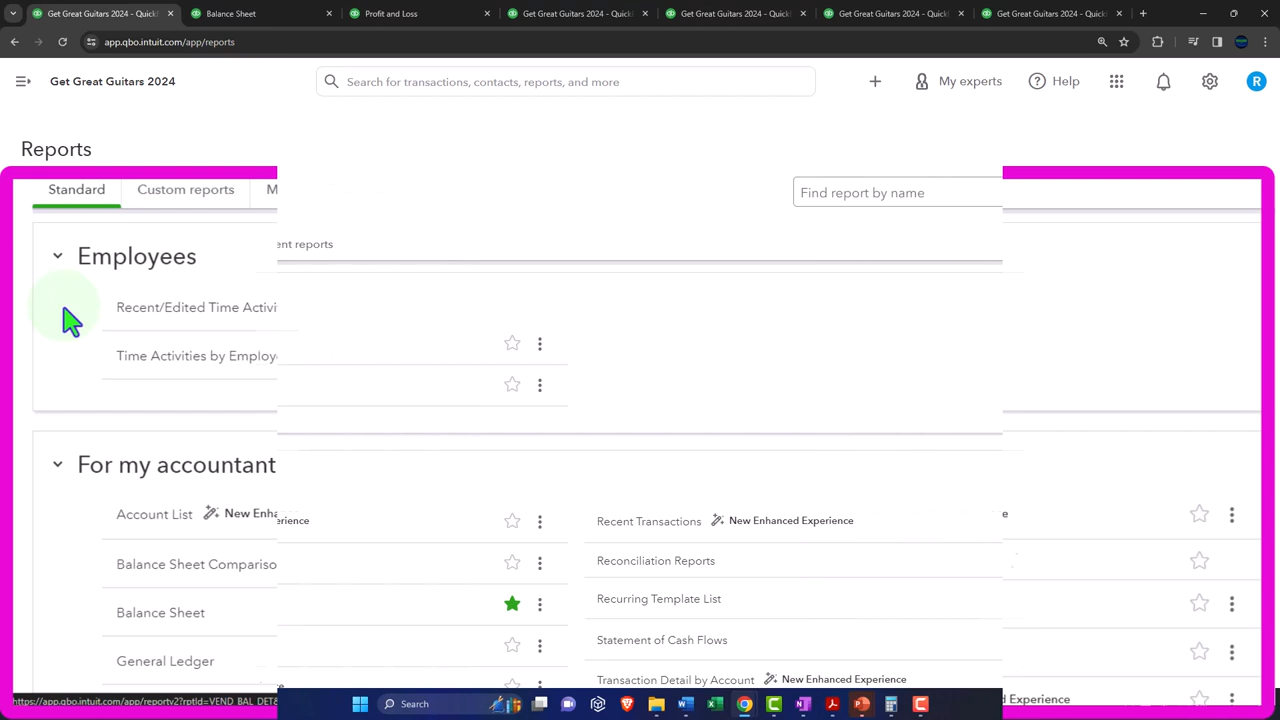 Get Great Guitars 2024 - Quick
Balance Sheet
Profit and Loss
Get Great Guitars 2024 - Quick
Get Great Guitars 2024 - Quick
Get Great Guitars 2024 - Quick
Get Great Guitars 2024 - Quick
app.qbo.intuit.com/app/reports
Get Great Guitars 2024
Search for transactions, contacts, reports, and more
My experts
Help
R
Reports
Standard
Custom reports
M
Find report by name
ent reports
Employees
Recent/Edited Time Activi
Time Activities by Employe
For my accountant
Account List New Enha
erience
Recent Transactions New Enhanced Experience
ce
Balance Sheet Compariso
Reconciliation Reports
Balance Sheet
Recurring Template List
General Ledger
Statement of Cash Flows
Transaction Detail by Account New Enhanced Experience
d Experience
https://app.qbo.intuit.com/app/reportv2?rptId=VEND_BAL_DET&
Search